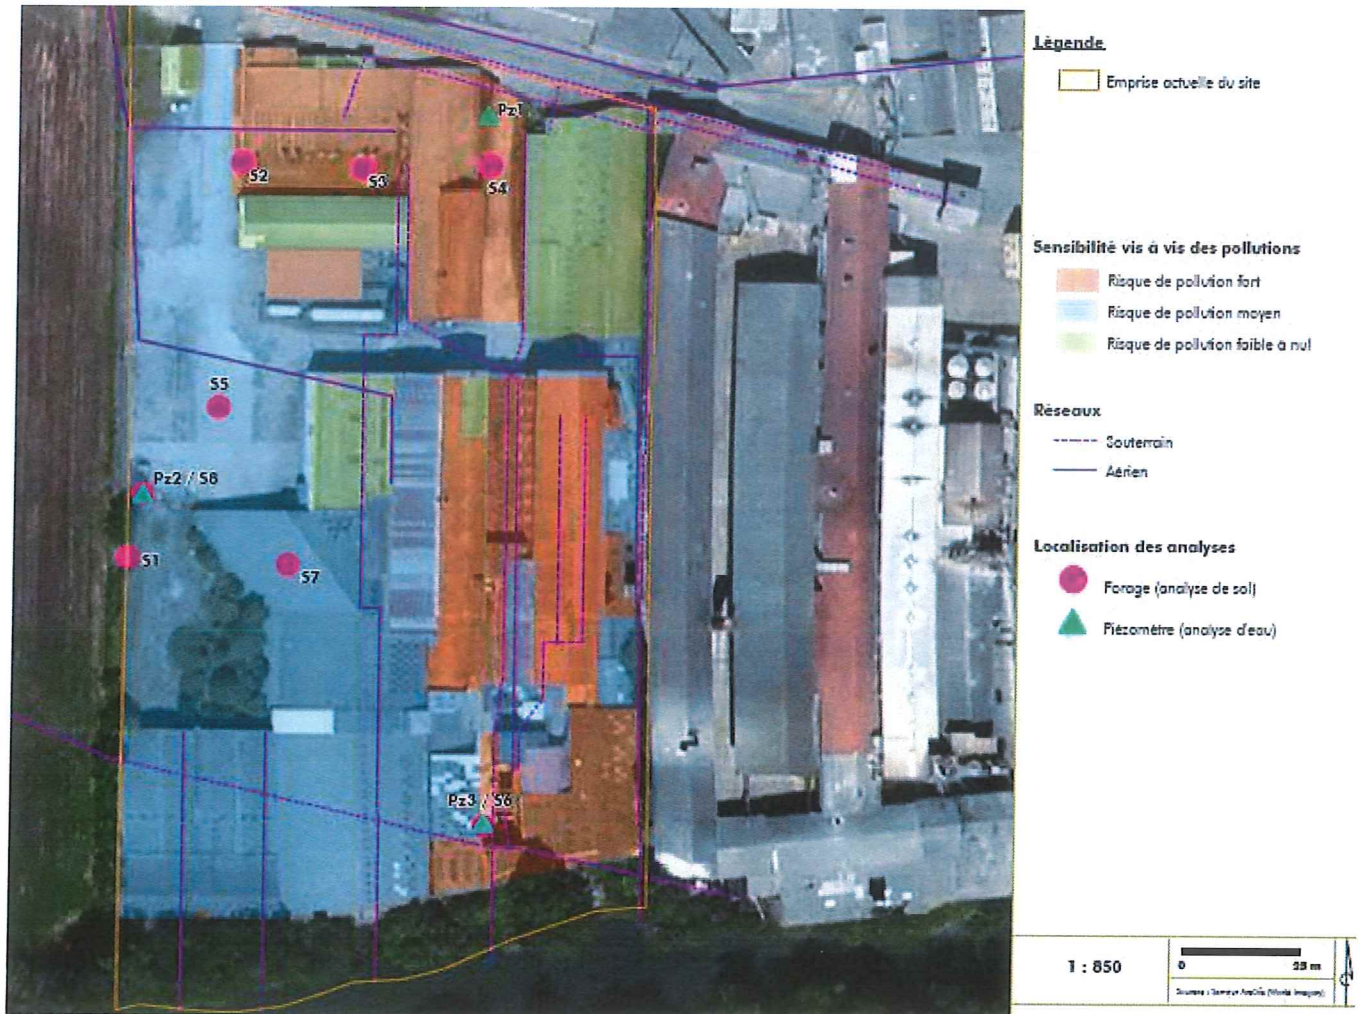 Légende
Emprise actuelle du site
Pz1
S2
S3
S4
Sensibilité vis à vis des pollutions
Risque de pollution fort
Risque de pollution moyen
Risque de pollution faible à nul
S5
Réseaux
Souterrain
Aérien
Pz2 / S8
S1
S7
Localisation des analyses
Forage (analyse de sol)
Piézomètre (analyse d'eau)
Pz3 / S6
1 : 850
0 25 m
(World Imagery)